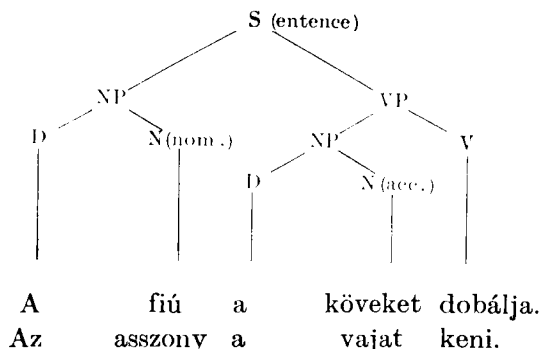 S (entence)
NP VP
D N(nom.) NP V
D N(acc.)
A fiú a köveket dobálja.
Az asszony a vajat keni.